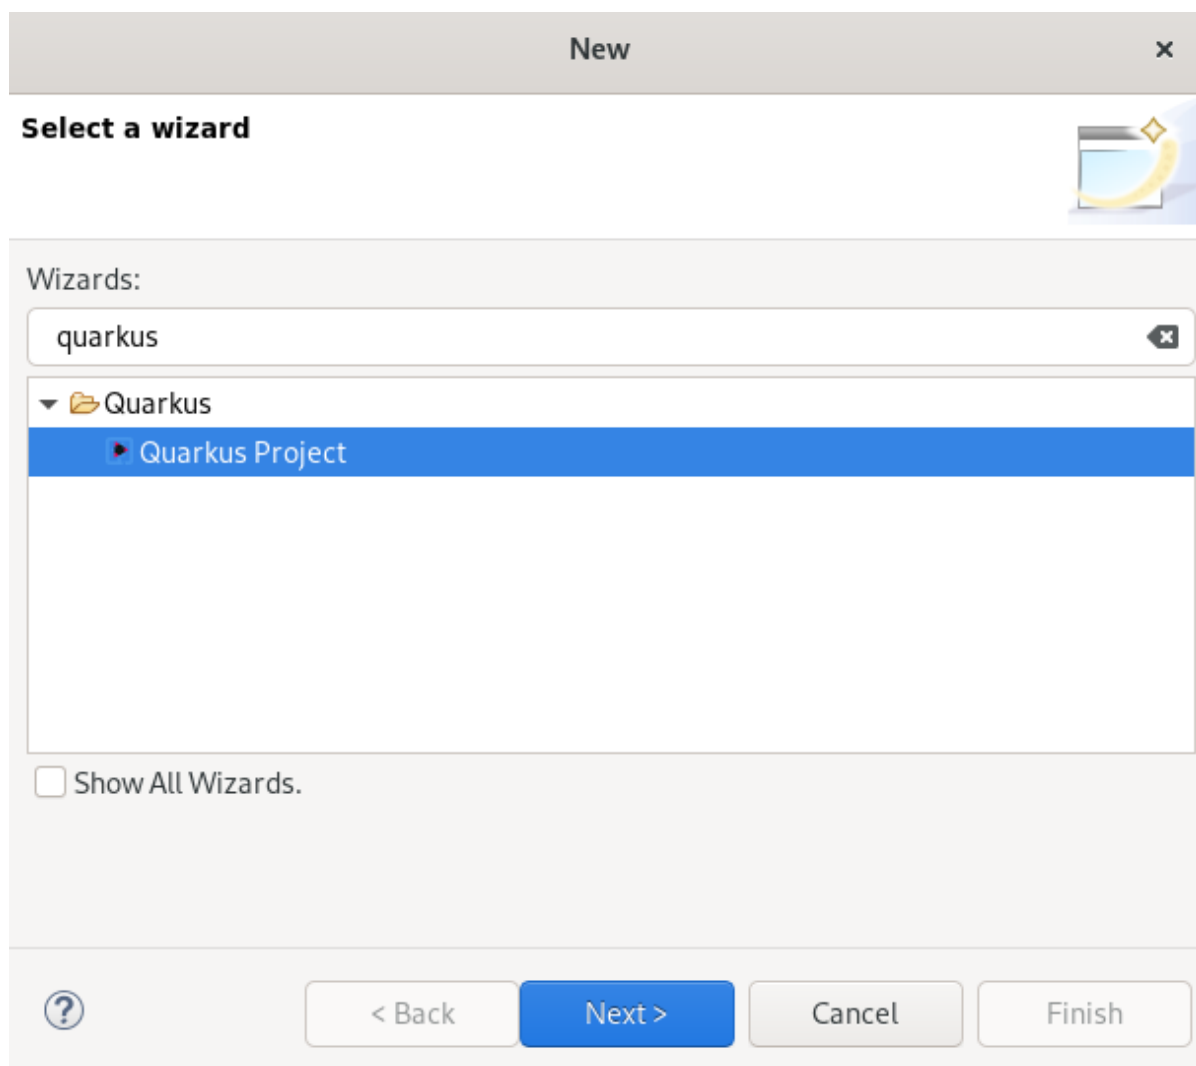 New
Select a wizard
Wizards:
quarkus
Quarkus
Quarkus Project
Show All Wizards.
< Back
Next >
Cancel
Finish